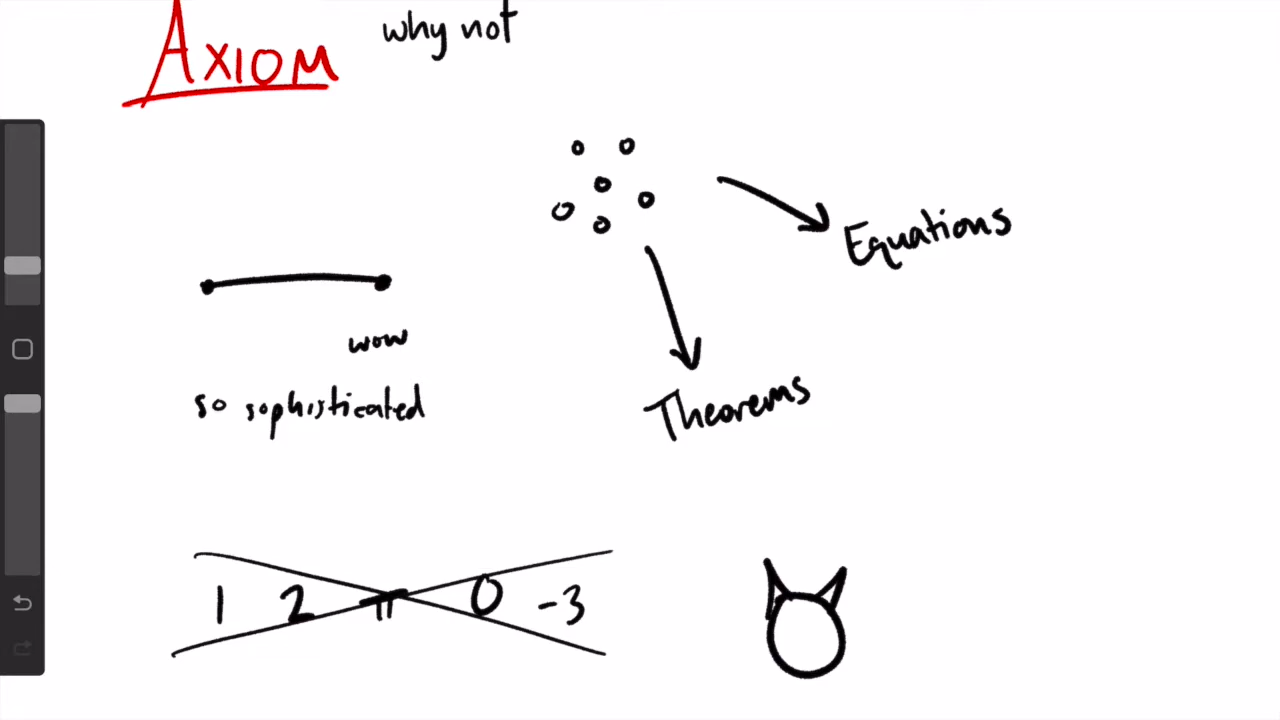 AXIOM
why not
Equations
wow
so sophisticated
Theorems
1 2 π 0 -3